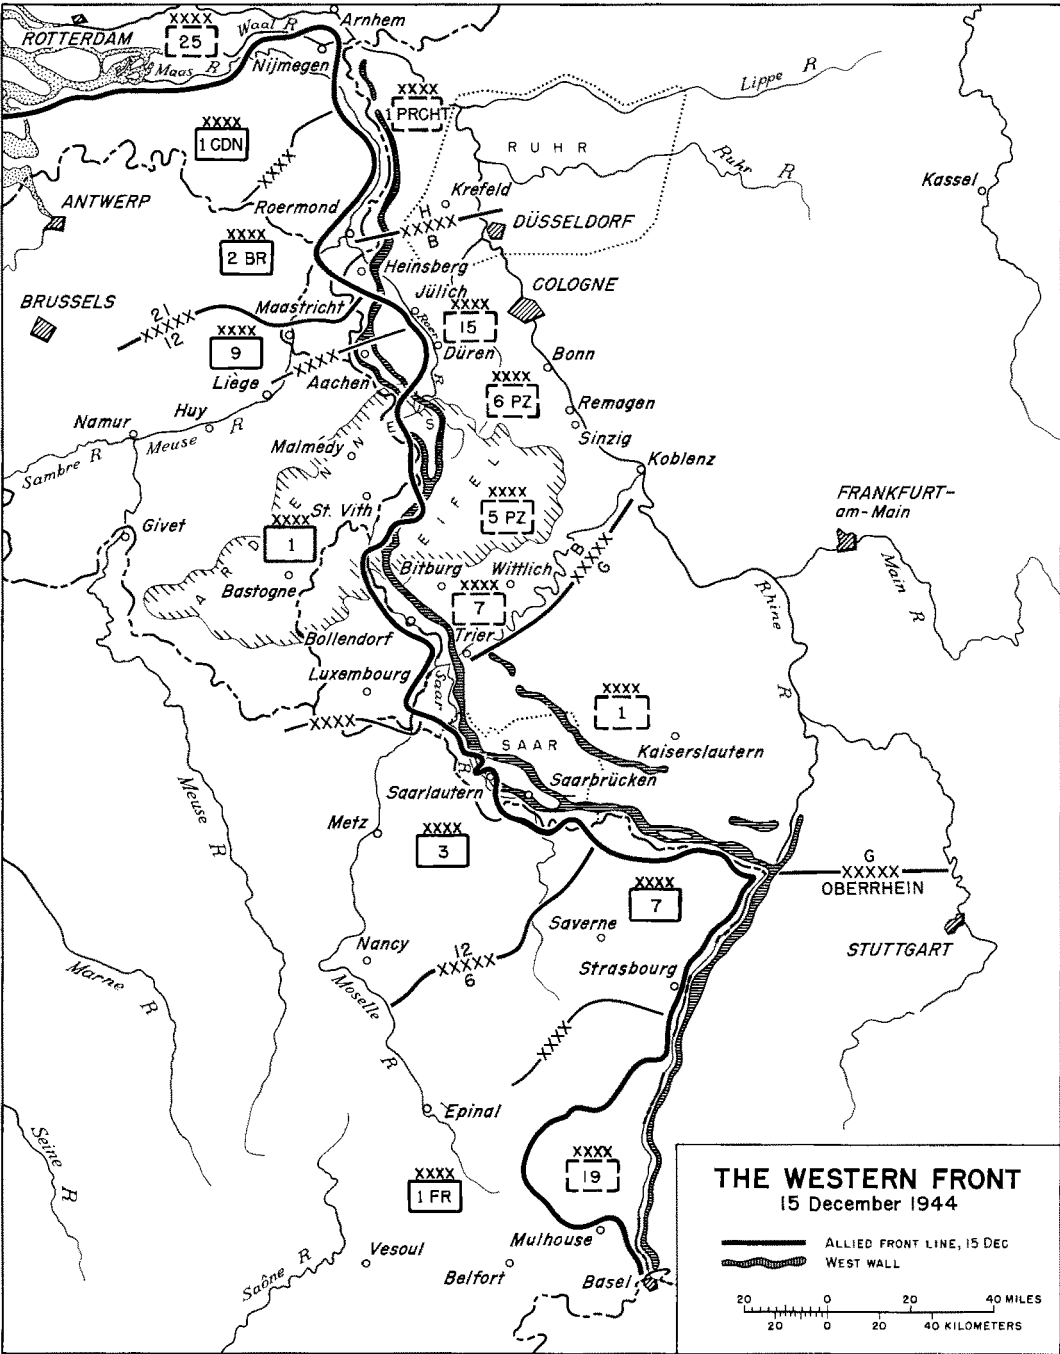 XXXX
25
ROTTERDAM
Waal R
Arnhem
Maas R
Nijmegen
XXXX
1 PRCHT
Lippe R
XXXX
1 CDN
XXXX
RUHR
Ruhr R
Kassel
ANTWERP
Roermond
Krefeld
H
XXXXX
B
DÜSSELDORF
XXXX
2 BR
Heinsberg
COLOGNE
BRUSSELS
21
XXXXX
12
Maastricht
Jülich
Roer R
XXXX
15
XXXX
9
XXXX
Düren
Bonn
Liège
Aachen
XXXX
6 PZ
Remagen
Huy
Namur
Meuse R
Sinzig
Malmédy
Koblenz
Sambre R
ARDENNES
EIFEL
St. Vith
XXXX
5 PZ
FRANKFURT-
am-Main
Givet
XXXX
1
B
XXXXX
G
Bastogne
Bitburg
Wittlich
Main R
XXXX
7
Rhine R
Bollendorf
Trier
Luxembourg
Saar R
XXXX
XXXX
1
SAAR
Kaiserslautern
Saarbrücken
Saarlautern
Meuse R
Metz
XXXX
3
G
XXXXX
OBERRHEIN
XXXX
7
Saverne
Nancy
12
XXXXX
6
STUTTGART
Strasbourg
Marne R
Moselle R
XXXX
Epinal
Seine R
XXXX
19
XXXX
1 FR
Mulhouse
Vesoul
Belfort
Saône R
Basel
THE WESTERN FRONT
15 December 1944
ALLIED FRONT LINE, 15 DEC
WEST WALL
20 0 20 40 MILES
20 0 20 40 KILOMETERS